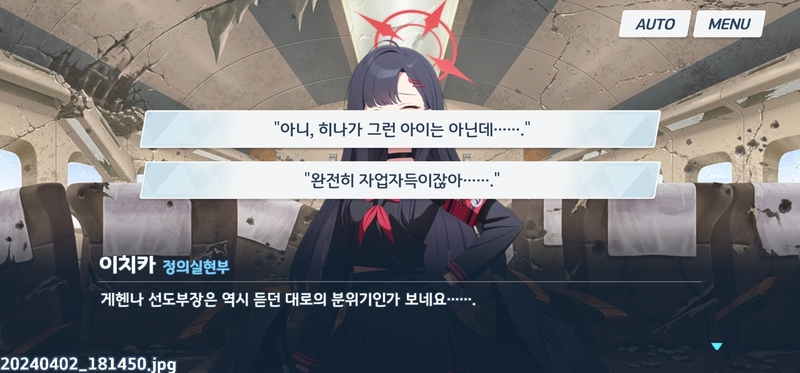 AUTO MENU
"아니, 히나가 그런 아이는 아닌데……."
"완전히 자업자득이잖아……."
이치카 정의실현부
게헨나 선도부장은 역시 듣던 대로의 분위기인가 보네요…….
20240402_181450.jpg